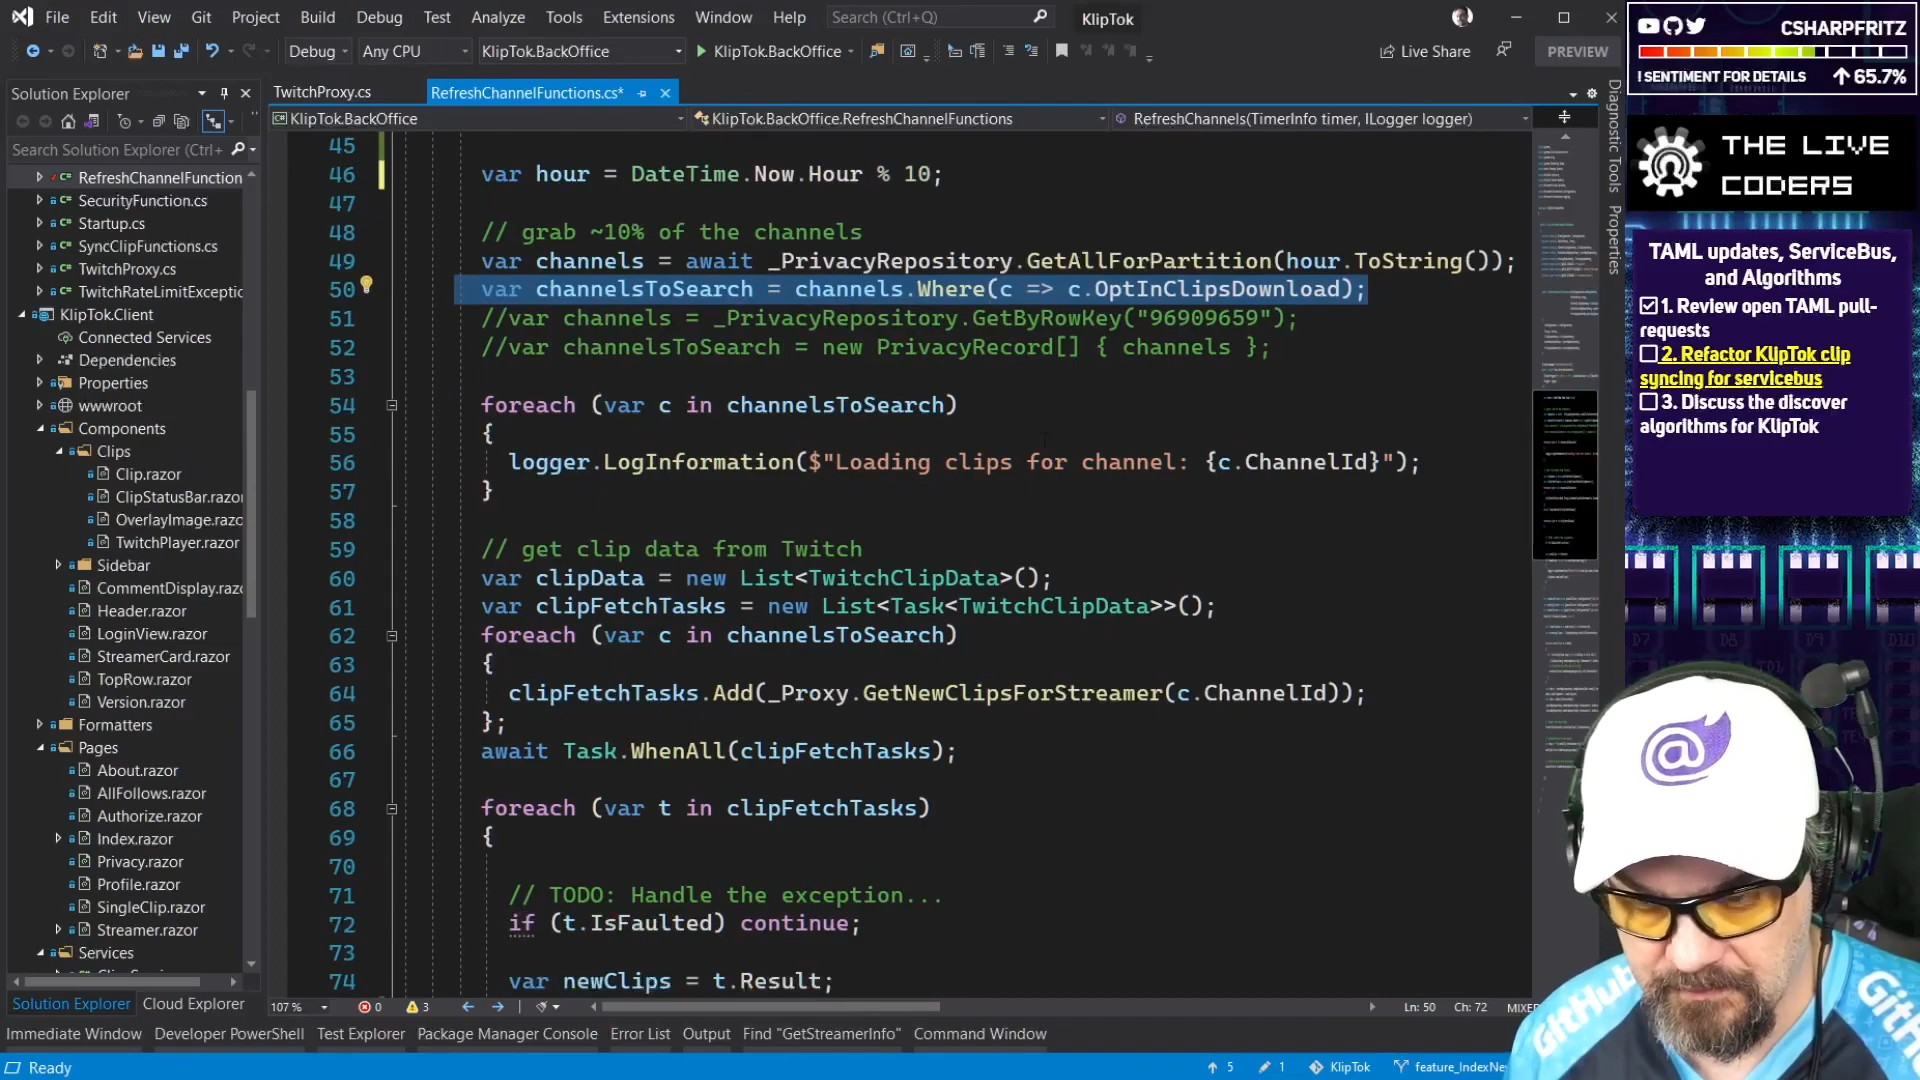 File Edit View Git Project Build Debug Test Analyze Tools Extensions Window Help Search (Ctrl+Q) KlipTok
Debug Any CPU KlipTok.BackOffice KlipTok.BackOffice Live Share PREVIEW
Solution Explorer
Search Solution Explorer (Ctrl+
RefreshChannelFunction
SecurityFunction.cs
Startup.cs
SyncClipFunctions.cs
TwitchProxy.cs
TwitchRateLimitExceptic
KlipTok.Client
Connected Services
Dependencies
Properties
wwwroot
Components
Clips
Clip.razor
ClipStatusBar.razor
OverlayImage.razo
TwitchPlayer.razor
Sidebar
CommentDisplay.razo
Header.razor
LoginView.razor
StreamerCard.razor
TopRow.razor
Version.razor
Formatters
Pages
About.razor
AllFollows.razor
Authorize.razor
Index.razor
Privacy.razor
Profile.razor
SingleClip.razor
Streamer.razor
Services
Solution Explorer Cloud Explorer
TwitchProxy.cs RefreshChannelFunctions.cs*
KlipTok.BackOffice KlipTok.BackOffice.RefreshChannelFunctions RefreshChannels(TimerInfo timer, ILogger logger)
45
46 var hour = DateTime.Now.Hour % 10;
47
48 // grab ~10% of the channels
49 var channels = await _PrivacyRepository.GetAllForPartition(hour.ToString());
50 var channelsToSearch = channels.Where(c => c.OptInClipsDownload);
51 //var channels = _PrivacyRepository.GetByRowKey("96909659");
52 //var channelsToSearch = new PrivacyRecord[] { channels };
53
54 foreach (var c in channelsToSearch)
55 {
56 logger.LogInformation($"Loading clips for channel: {c.ChannelId}");
57 }
58
59 // get clip data from Twitch
60 var clipData = new List<TwitchClipData>();
61 var clipFetchTasks = new List<Task<TwitchClipData>>();
62 foreach (var c in channelsToSearch)
63 {
64 clipFetchTasks.Add(_Proxy.GetNewClipsForStreamer(c.ChannelId));
65 };
66 await Task.WhenAll(clipFetchTasks);
67
68 foreach (var t in clipFetchTasks)
69 {
70
71 // TODO: Handle the exception...
72 if (t.IsFaulted) continue;
73
74 var newClips = t.Result;
107 % 0 3 Ln: 50 Ch: 72 MIXED
Immediate Window Developer PowerShell Test Explorer Package Manager Console Error List Output Find "GetStreamerInfo" Command Window
Ready 5 1 KlipTok feature_IndexNe
Diagnostic Tools
Properties
CSHARPFRITZ
! SENTIMENT FOR DETAILS 65.7%
THE LIVE
CODERS
TAML updates, ServiceBus,
and Algorithms
1. Review open TAML pull-
requests
2. Refactor KlipTok clip
syncing for servicebus
3. Discuss the discover
algorithms for KlipTok
D7 D8 D9
@
GitHub
Git